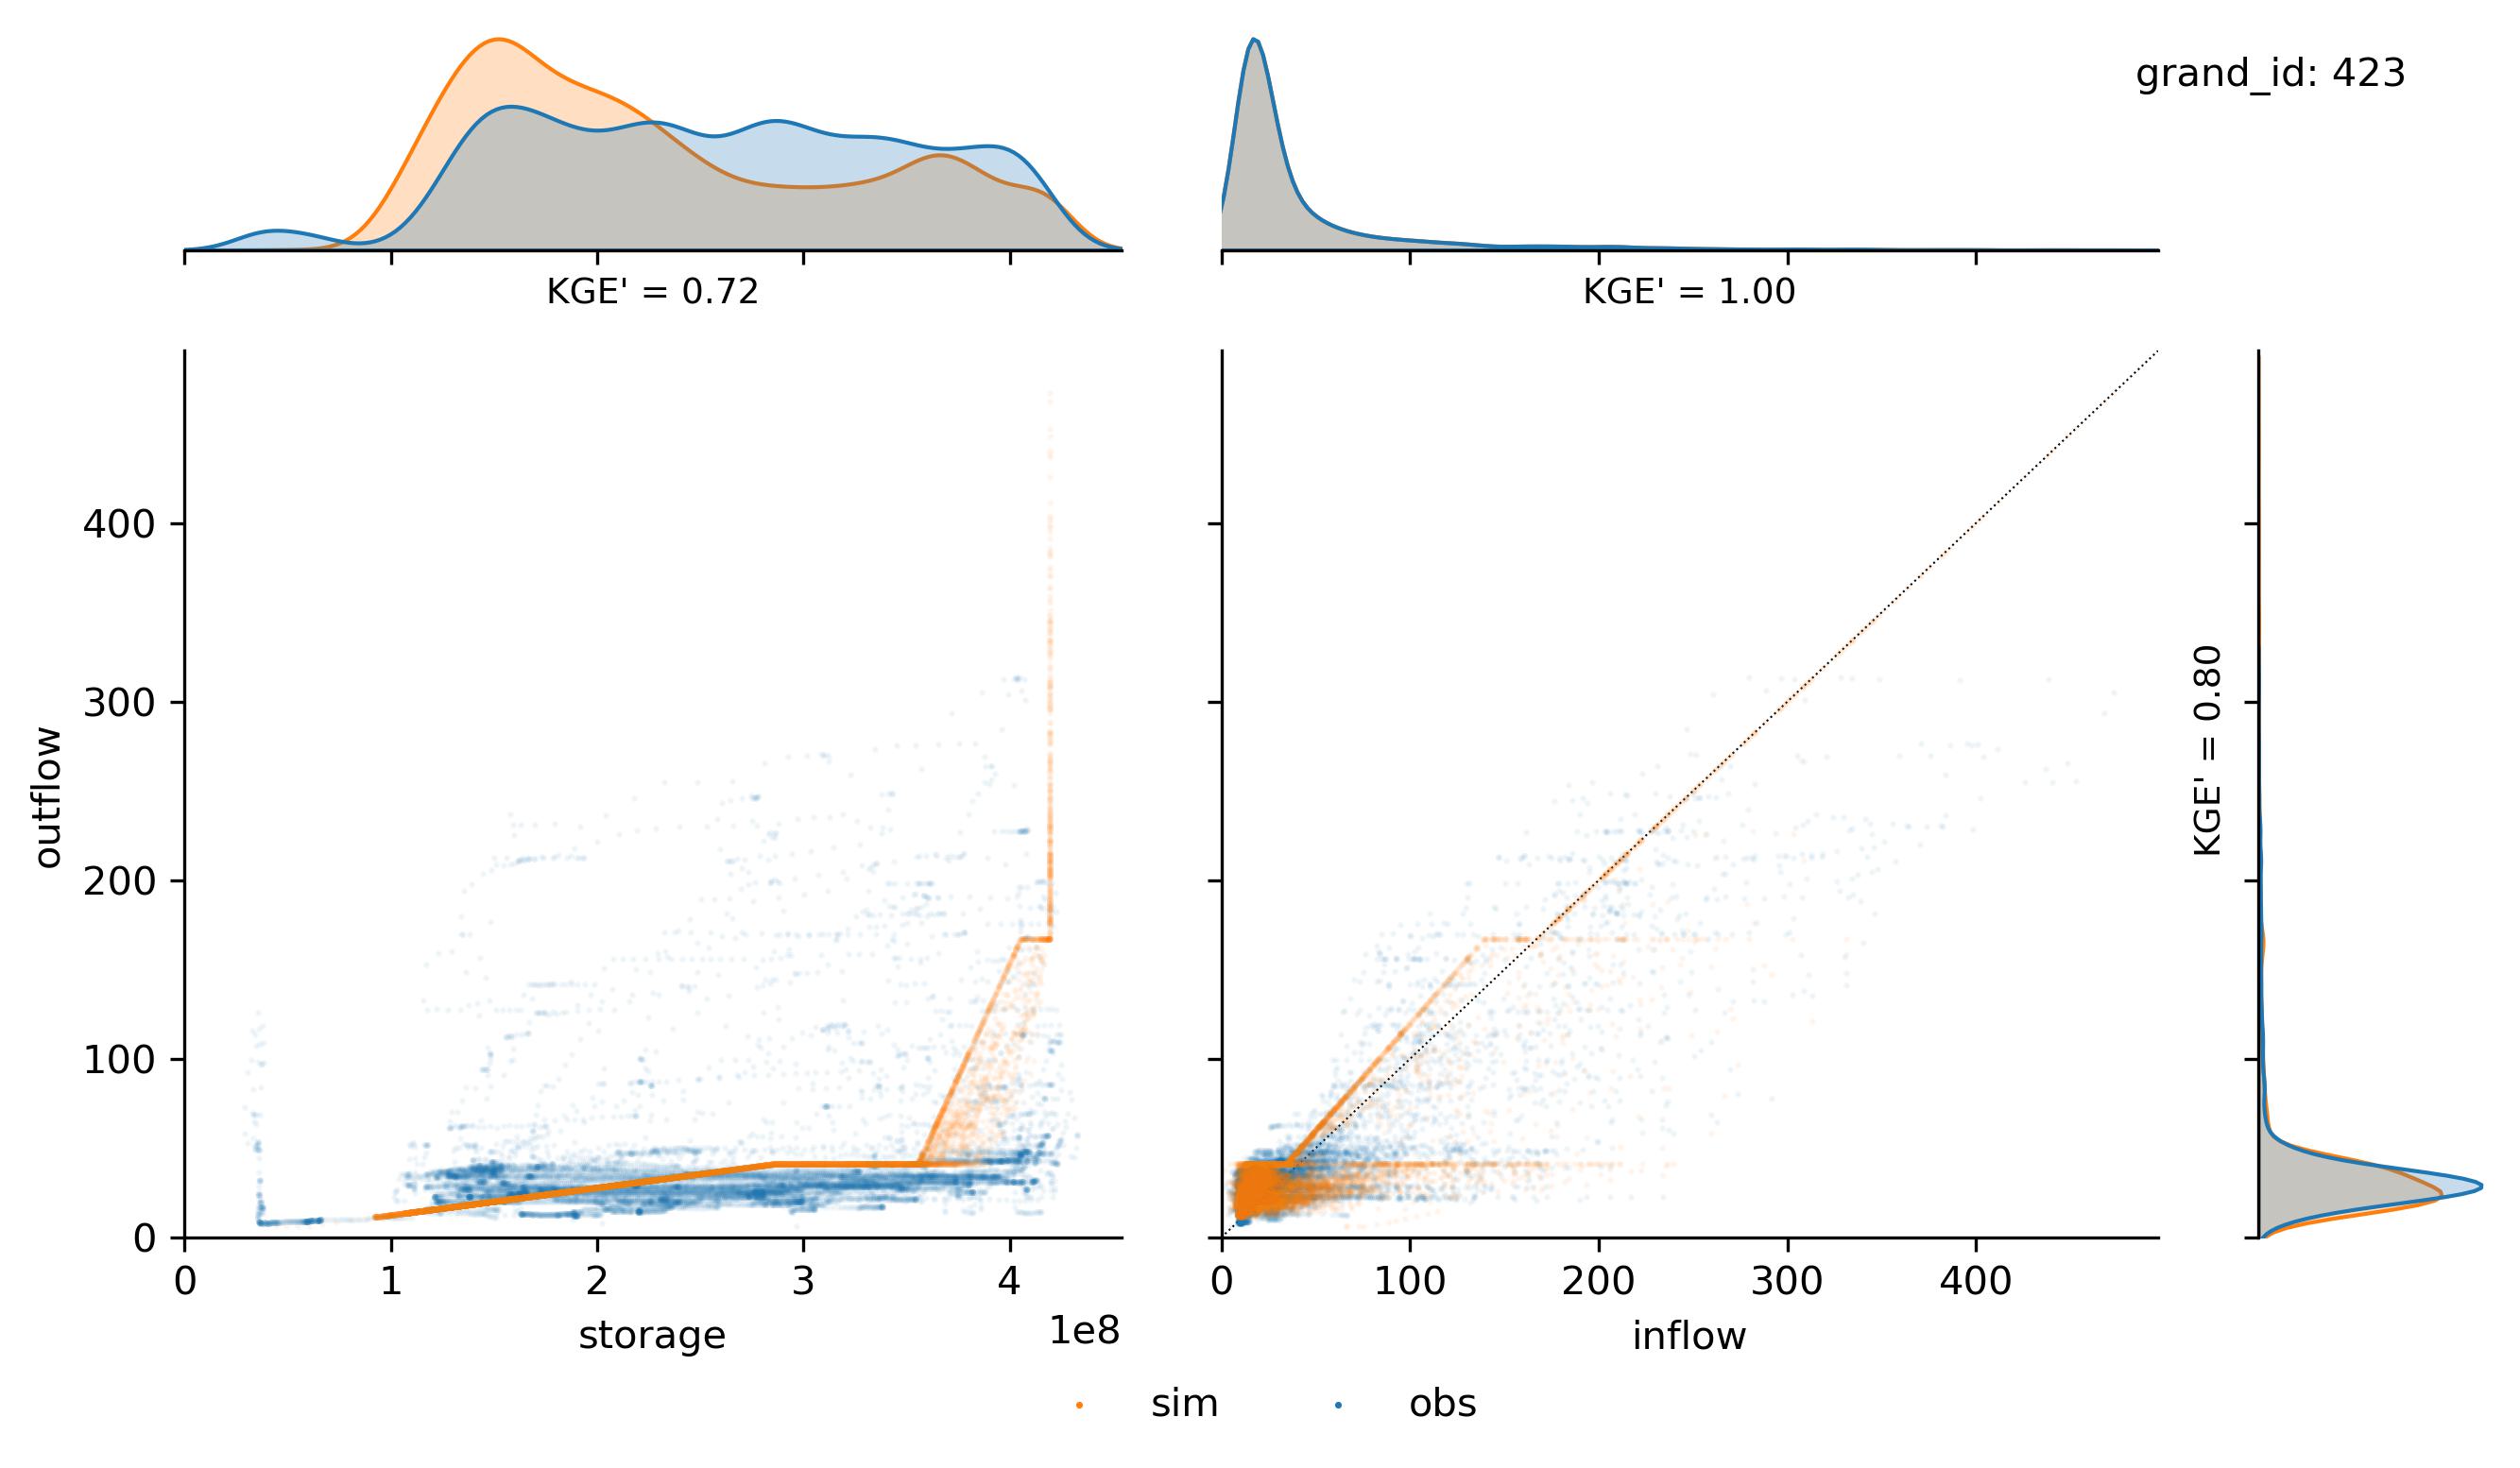 grand_id: 423
KGE' = 0.72
KGE' = 1.00
400
300
200
100
0
outflow
KGE' = 0.80
0 1 2 3 4
1e8
storage
0 100 200 300 400
inflow
sim obs